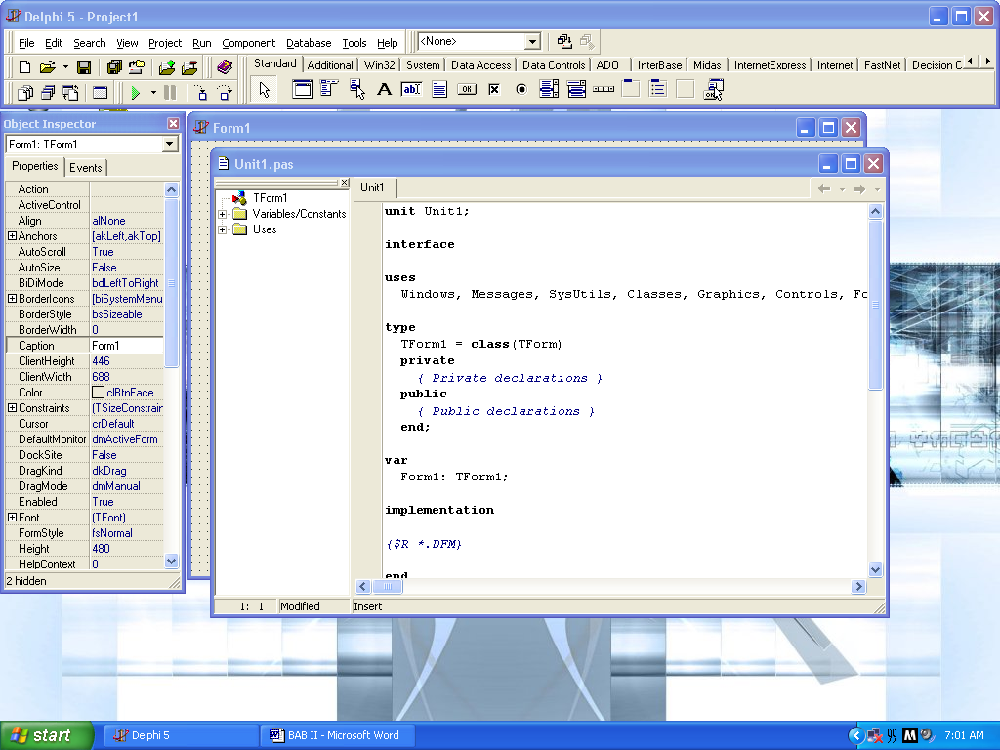 Delphi 5 - Project1
File Edit Search View Project Run Component Database Tools Help <None>
Standard Additional Win32 System Data Access Data Controls ADO InterBase Midas InternetExpress Internet FastNet Decision C
A ab OK
Object Inspector
Form1: TForm1
Properties Events
Action
ActiveControl
Align alNone
Anchors [akLeft,akTop]
AutoScroll True
AutoSize False
BiDiMode bdLeftToRight
BorderIcons [biSystemMenu
BorderStyle bsSizeable
BorderWidth 0
Caption Form1
ClientHeight 446
ClientWidth 688
Color clBtnFace
Constraints (TSizeConstrain
Cursor crDefault
DefaultMonitor dmActiveForm
DockSite False
DragKind dkDrag
DragMode dmManual
Enabled True
Font (TFont)
FormStyle fsNormal
Height 480
HelpContext 0
2 hidden
Form1
Unit1.pas
TForm1
Variables/Constants
Uses
Unit1
unit Unit1;
interface
uses
Windows, Messages, SysUtils, Classes, Graphics, Controls, Fo
type
TForm1 = class(TForm)
private
{ Private declarations }
public
{ Public declarations }
end;
var
Form1: TForm1;
implementation
{$R *.DFM}
end
1: 1 Modified Insert
start Delphi 5 BAB II - Microsoft Word M 7:01 AM